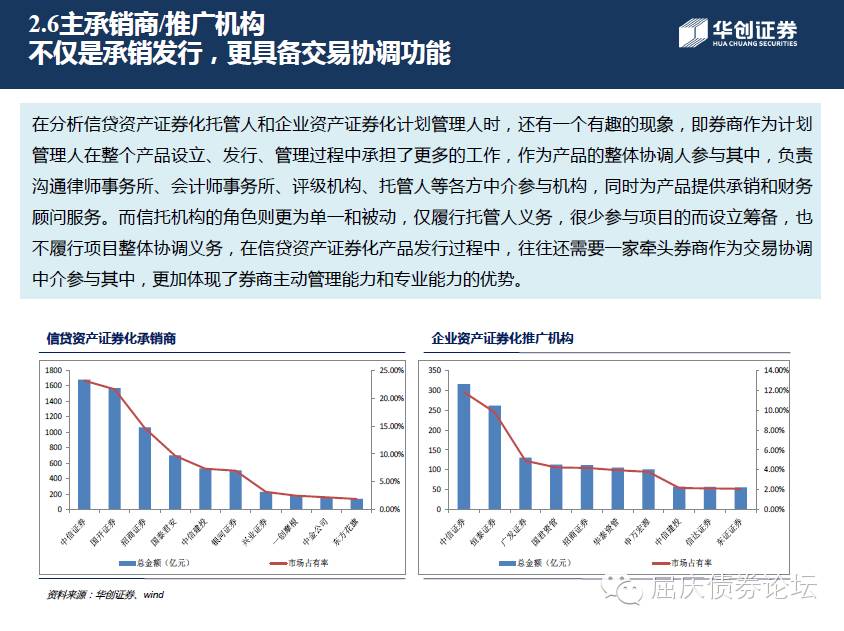 2.6主承销商/推广机构
不仅是承销发行，更具备交易协调功能
华创证券
HUA CHUANG SECURITIES
在分析信贷资产证券化托管人和企业资产证券化计划管理人时，还有一个有趣的现象，即券商作为计划
管理人在整个产品设立、发行、管理过程中承担了更多的工作，作为产品的整体协调人参与其中，负责
沟通律师事务所、会计师事务所、评级机构、托管人等各方中介参与机构，同时为产品提供承销和财务
顾问服务。而信托机构的角色则更为单一和被动，仅履行托管人义务，很少参与项目的而设立筹备，也
不履行项目整体协调义务，在信贷资产证券化产品发行过程中，往往还需要一家牵头券商作为交易协调
中介参与其中，更加体现了券商主动管理能力和专业能力的优势。
信贷资产证券化承销商
1800
1600
1400
1200
1000
800
600
400
200
0
25.00%
20.00%
15.00%
10.00%
5.00%
0.00%
中信证券
国开证券
招商证券
国泰君安
中信建投
银河证券
兴业证券
一创摩根
中金公司
东方花旗
总金额（亿元）
市场占有率
企业资产证券化推广机构
350
300
250
200
150
100
50
0
14.00%
12.00%
10.00%
8.00%
6.00%
4.00%
2.00%
0.00%
中信证券
恒泰证券
广发证券
国君资管
招商证券
华泰资管
申万宏源
中信建投
信达证券
东证证券
总金额（亿元）
市场占有率
资料来源：华创证券、wind
屈庆债券论坛